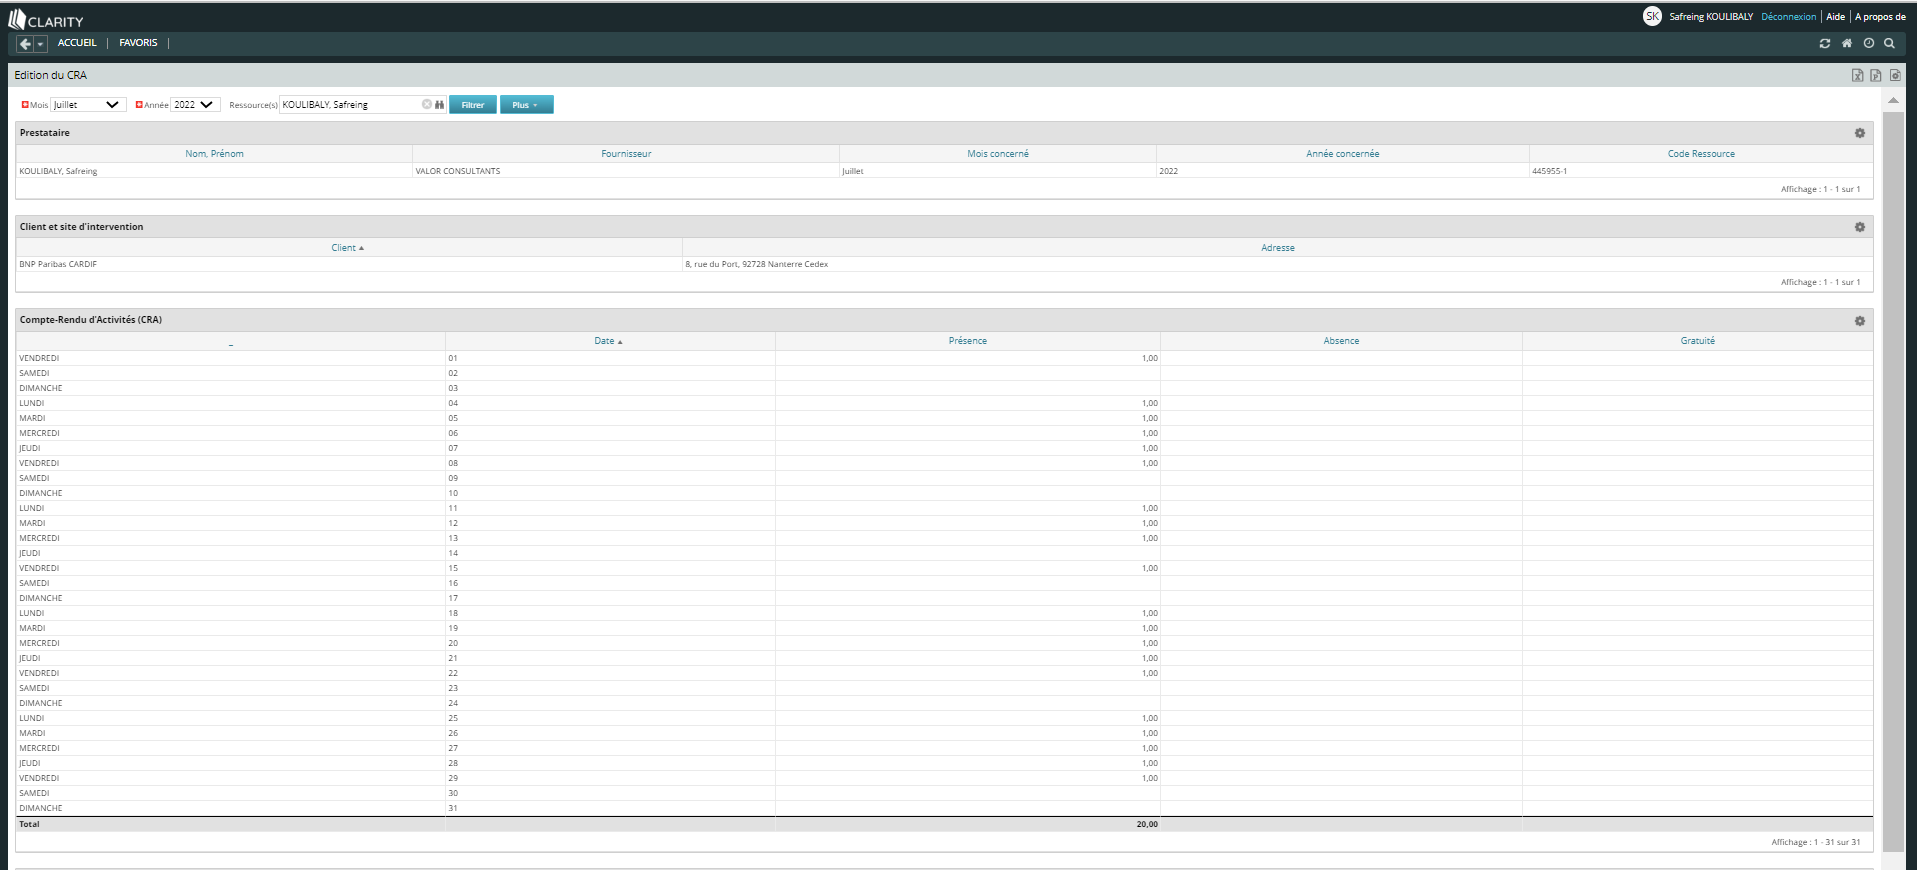 CLARITY
SK Safreing KOULIBALY Déconnexion | Aide | A propos de
ACCUEIL | FAVORIS |
Edition du CRA
Mois Juillet Année 2022 Ressource(s) KOULIBALY, Safreing Filtrer Plus
Prestataire
Nom, Prénom Fournisseur Mois concerné Année concernée Code Ressource
KOULIBALY, Safreing VALOR CONSULTANTS Juillet 2022 445955-1
Affichage : 1 - 1 sur 1
Client et site d'intervention
Client Adresse
BNP Paribas CARDIF 8, rue du Port, 92728 Nanterre Cedex
Affichage : 1 - 1 sur 1
Compte-Rendu d'Activités (CRA)
_ Date Présence Absence Gratuité
VENDREDI 01 1,00
SAMEDI 02
DIMANCHE 03
LUNDI 04 1,00
MARDI 05 1,00
MERCREDI 06 1,00
JEUDI 07 1,00
VENDREDI 08 1,00
SAMEDI 09
DIMANCHE 10
LUNDI 11 1,00
MARDI 12 1,00
MERCREDI 13 1,00
JEUDI 14
VENDREDI 15 1,00
SAMEDI 16
DIMANCHE 17
LUNDI 18 1,00
MARDI 19 1,00
MERCREDI 20 1,00
JEUDI 21 1,00
VENDREDI 22 1,00
SAMEDI 23
DIMANCHE 24
LUNDI 25 1,00
MARDI 26 1,00
MERCREDI 27 1,00
JEUDI 28 1,00
VENDREDI 29 1,00
SAMEDI 30
DIMANCHE 31
Total 20,00
Affichage : 1 - 31 sur 31